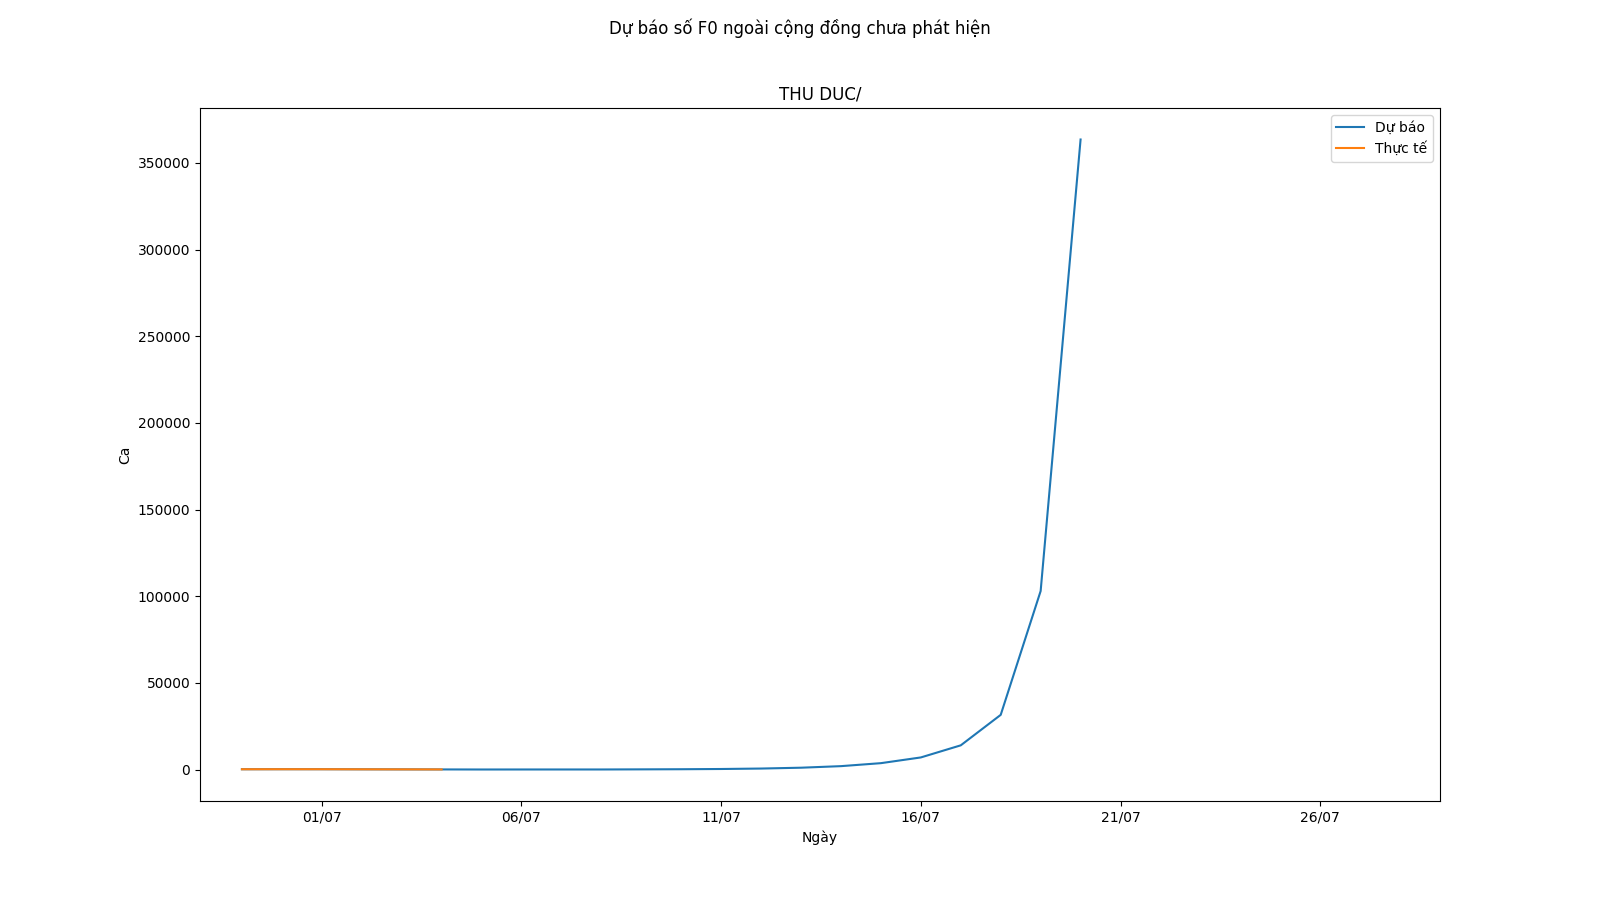 Dự báo số F0 ngoài cộng đồng chưa phát hiện
THU DUC/
Dự báo
Thực tế
350000
300000
250000
200000
150000
100000
50000
0
Ca
01/07
06/07
11/07
16/07
21/07
26/07
Ngày